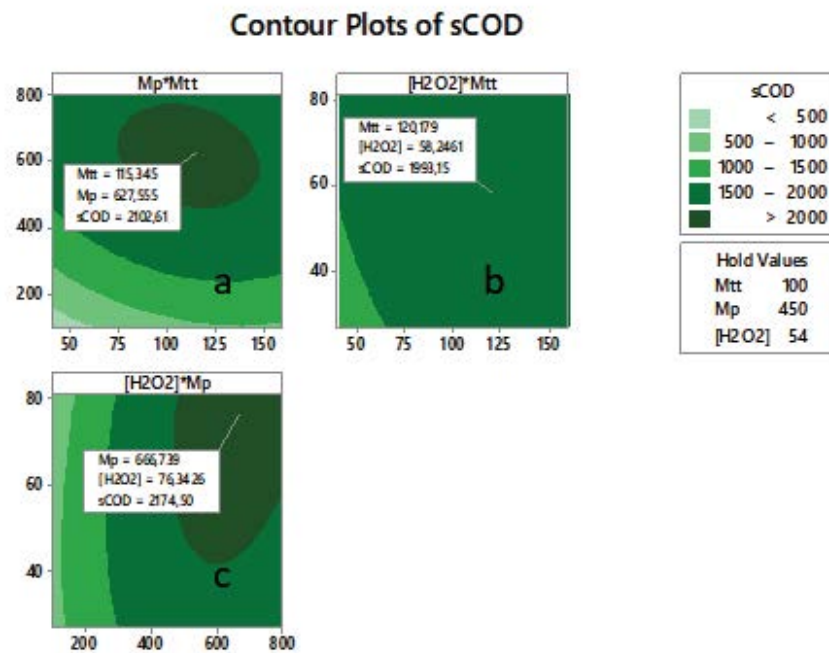 Contour Plots of sCOD
Mp*Mtt
800
600
400
200
50 75 100 125 150
Mtt = 115,345
Mp = 627,555
sCOD = 2102,61
a
[H2O2]*Mtt
80
60
40
50 75 100 125 150
Mtt = 120,179
[H2O2] = 58,2461
sCOD = 1993,15
b
sCOD
< 500
500 – 1000
1000 – 1500
1500 – 2000
> 2000
Hold Values
Mtt 100
Mp 450
[H2O2] 54
[H2O2]*Mp
80
60
40
200 400 600 800
Mp = 666,739
[H2O2] = 76,3426
sCOD = 2174,50
c